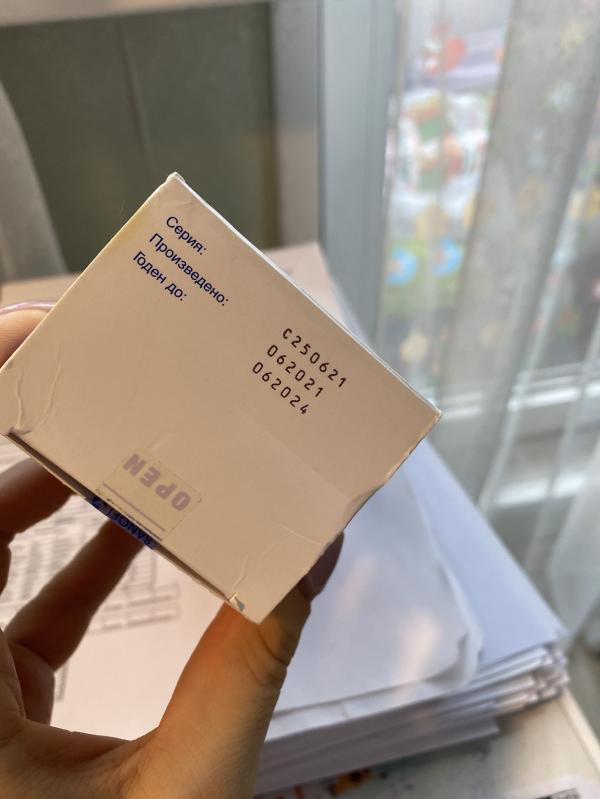 Серия:
Произведено:
Годен до:
C250621
062021
062024
OPEN